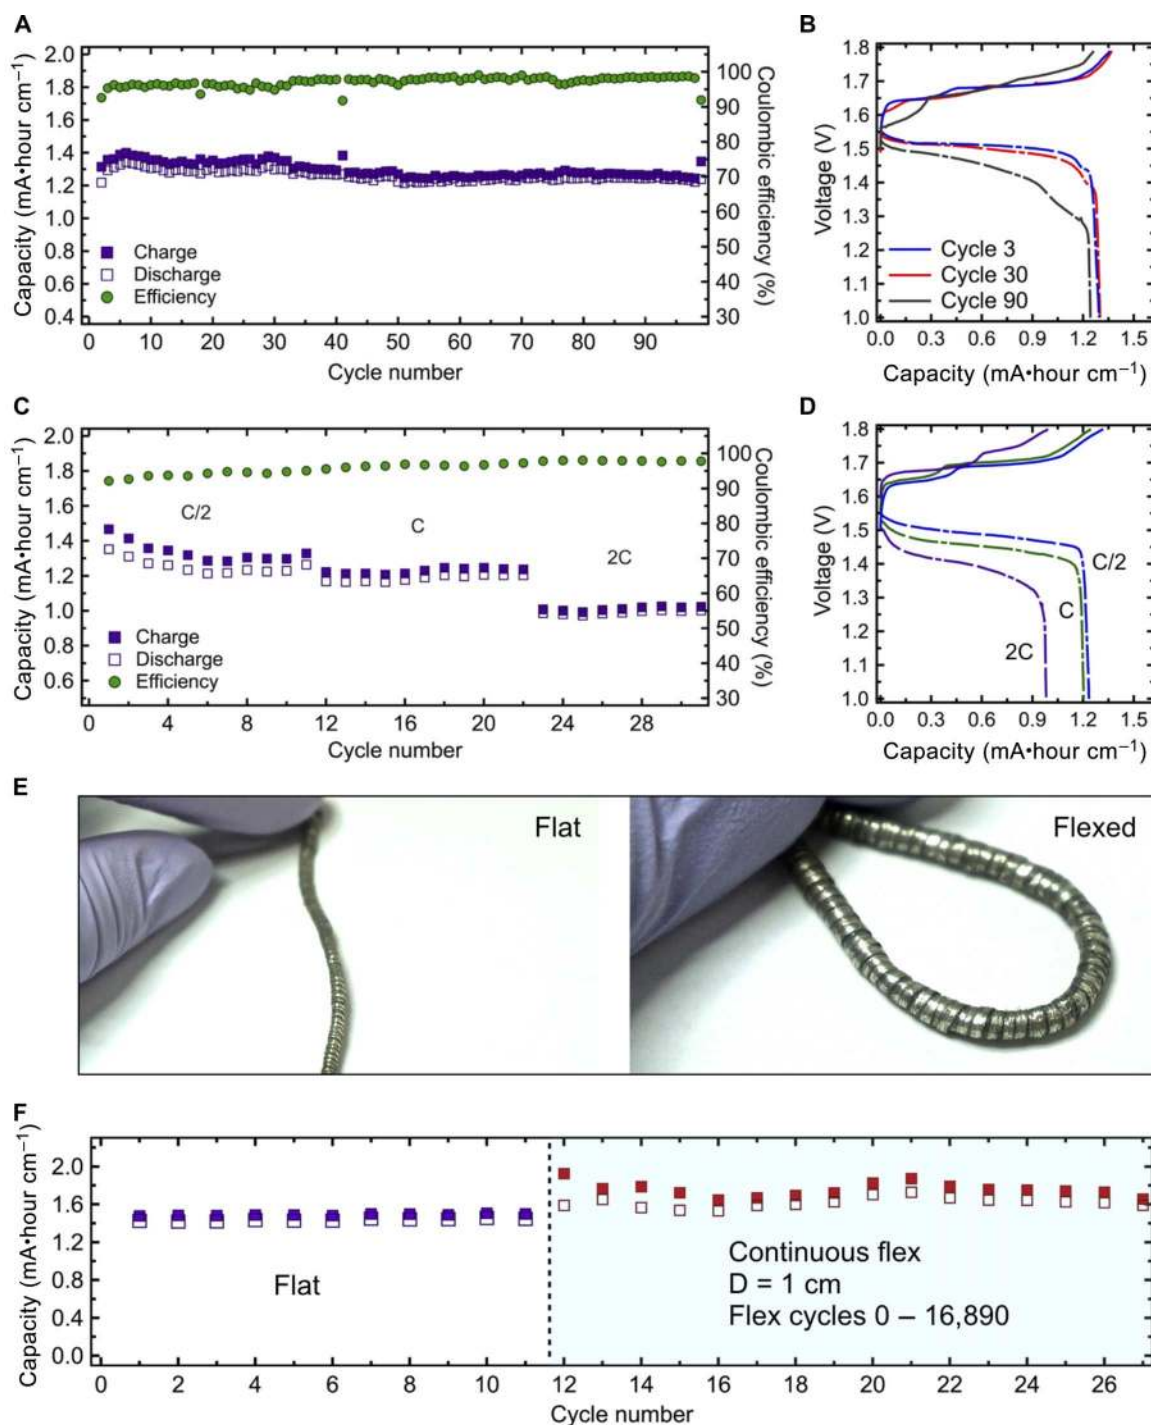 A
2.0
1.8
1.6
1.4
1.2
1.0
0.8
0.6
0.4
Capacity (mA•hour cm⁻¹)
100
90
80
70
60
50
40
30
Coulombic efficiency (%)
Charge
Discharge
Efficiency
0 10 20 30 40 50 60 70 80 90 100
Cycle number
B
1.8
1.7
1.6
1.5
1.4
1.3
1.2
1.1
1.0
Voltage (V)
Cycle 3
Cycle 30
Cycle 90
0.0 0.3 0.6 0.9 1.2 1.5
Capacity (mA•hour cm⁻¹)
C
2.0
1.8
1.6
1.4
1.2
1.0
0.8
0.6
Capacity (mA•hour cm⁻¹)
100
90
80
70
60
50
40
30
Coulombic efficiency (%)
C/2
C
2C
Charge
Discharge
Efficiency
0 4 8 12 16 20 24 28
Cycle number
D
1.8
1.7
1.6
1.5
1.4
1.3
1.2
1.1
1.0
Voltage (V)
C/2
C
2C
0.0 0.3 0.6 0.9 1.2 1.5
Capacity (mA•hour cm⁻¹)
E
Flat
Flexed
F
2.0
1.6
1.2
0.8
0.4
0.0
Capacity (mA•hour cm⁻¹)
Flat
Continuous flex
D = 1 cm
Flex cycles 0 – 16,890
0 2 4 6 8 10 12 14 16 18 20 22 24 26
Cycle number